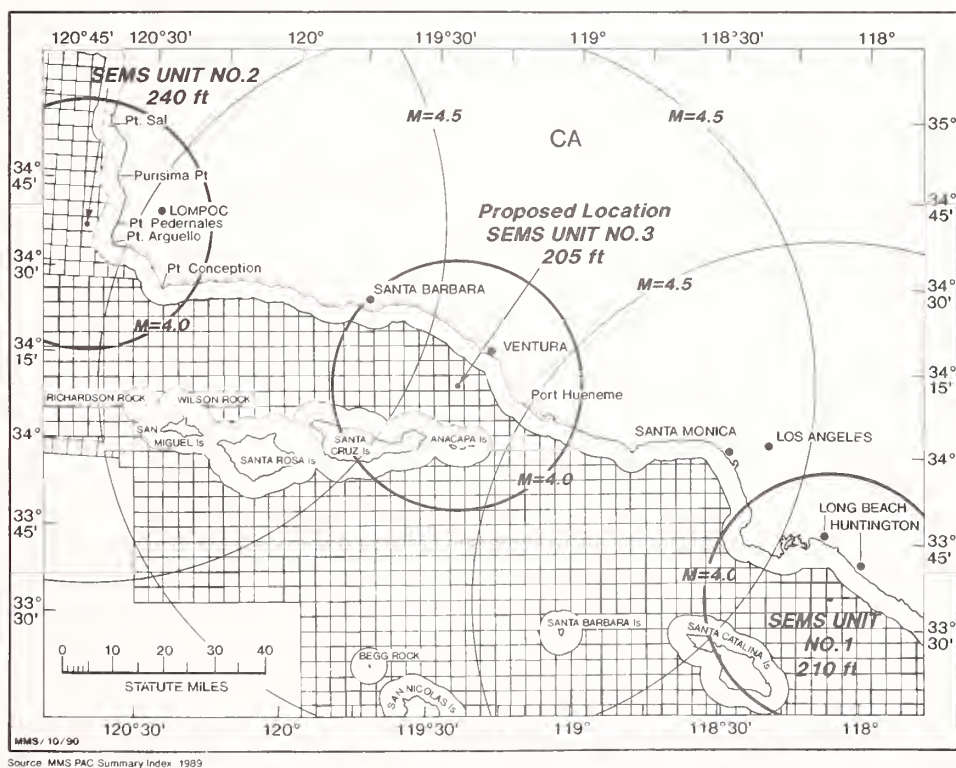 120°45' 120°30' 120° 119°30' 119° 118°30' 118°
SEMS UNIT NO.2
240 ft
Pt. Sal
M=4.5
M=4.5
35°
CA
34°
45'
Purisima Pt
34°
45'
LOMPOC
Pt Pedernales
Pt. Arguello
Proposed Location
SEMS UNIT NO.3
205 ft
34°
30'
Pt Conception
M=4.5
34°
30'
SANTA BARBARA
M=4.0
34°
15'
VENTURA
34°
15'
RICHARDSON ROCK
WILSON ROCK
Port Hueneme
34°
SAN
MIGUEL Is
SANTA ROSA Is
SANTA
CRUZ Is
ANACAPA Is
SANTA MONICA
LOS ANGELES
34°
M=4.0
33°
45'
LONG BEACH
HUNTINGTON
33°
45'
M=4.0
33°
30'
SANTA BARBARA Is
SANTA CATALINA Is
SEMS UNIT
NO.1
210 ft
33°
30'
0 10 20 30 40
STATUTE MILES
BEGG ROCK
SAN NICOLAS Is
120°30' 120° 119°30' 119° 118°30' 118°
MMS/10/90
Source MMS PAC Summary Index 1989